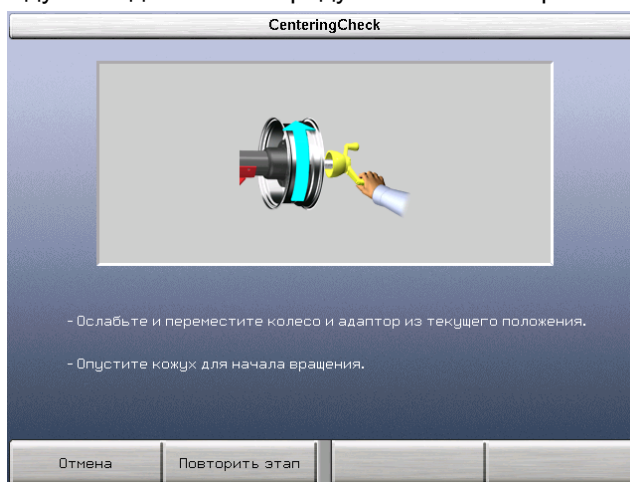 CenteringCheck
- Ослабьте и переместите колесо и адаптор из текущего положения.
- Опустите кожух для начала вращения.
Отмена
Повторить этап